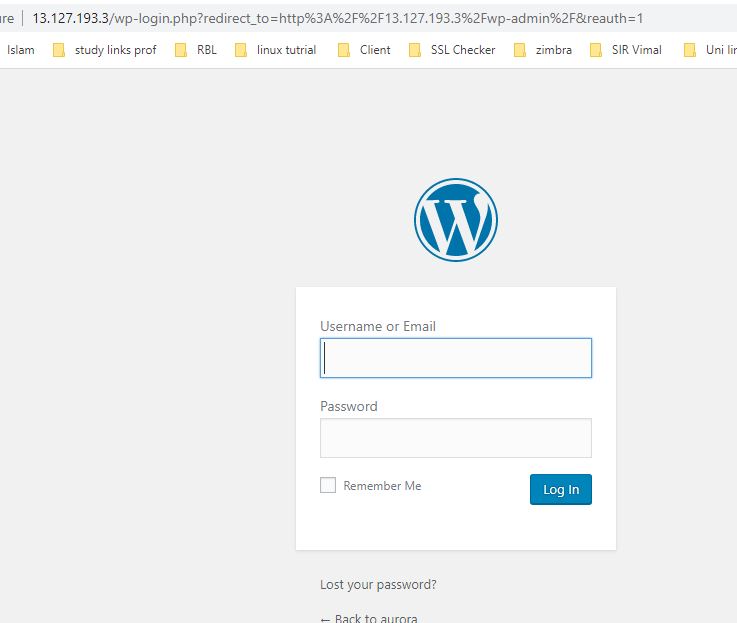 13.127.193.3/wp-login.php?redirect_to=http%3A%2F%2F13.127.193.3%2Fwp-admin%2F&reauth=1
Islam study links prof RBL linux tutrial Client SSL Checker zimbra SIR Vimal Uni
Username or Email
Password
Remember Me Log In
Lost your password?
← Back to aurora